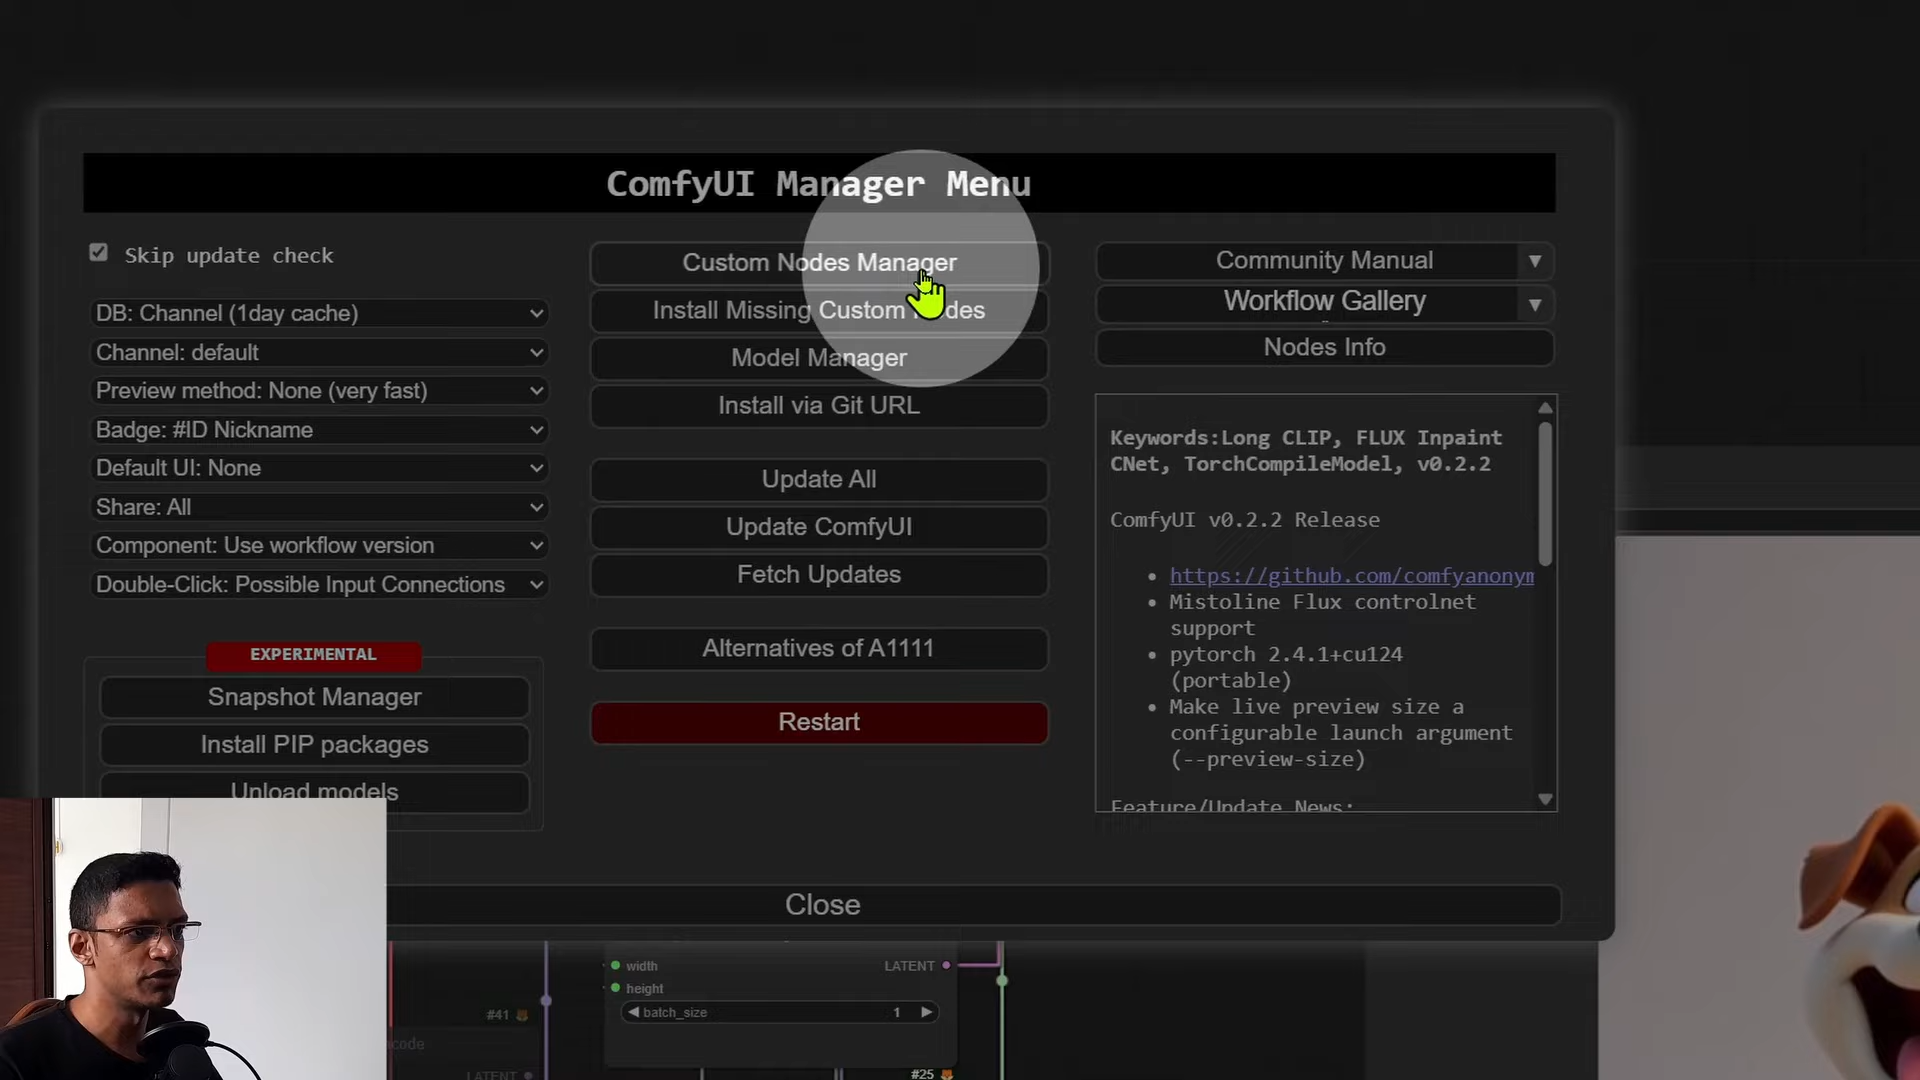 ComfyUI Manager Menu
Skip update check
DB: Channel (1day cache)
Channel: default
Preview method: None (very fast)
Badge: #ID Nickname
Default UI: None
Share: All
Component: Use workflow version
Double-Click: Possible Input Connections
EXPERIMENTAL
Snapshot Manager
Install PIP packages
Unload models
Custom Nodes Manager
Install Missing Custom Nodes
Model Manager
Install via Git URL
Update All
Update ComfyUI
Fetch Updates
Alternatives of A1111
Restart
Community Manual
Workflow Gallery
Nodes Info
Keywords:Long CLIP, FLUX Inpaint
CNet, TorchCompileModel, v0.2.2
ComfyUI v0.2.2 Release
https://github.com/comfyanonym
Mistoline Flux controlnet
support
pytorch 2.4.1+cu124
(portable)
Make live preview size a
configurable launch argument
(--preview-size)
Feature/Update News:
Close
width LATENT
height
batch_size 1
#41
code
LATENT
#25